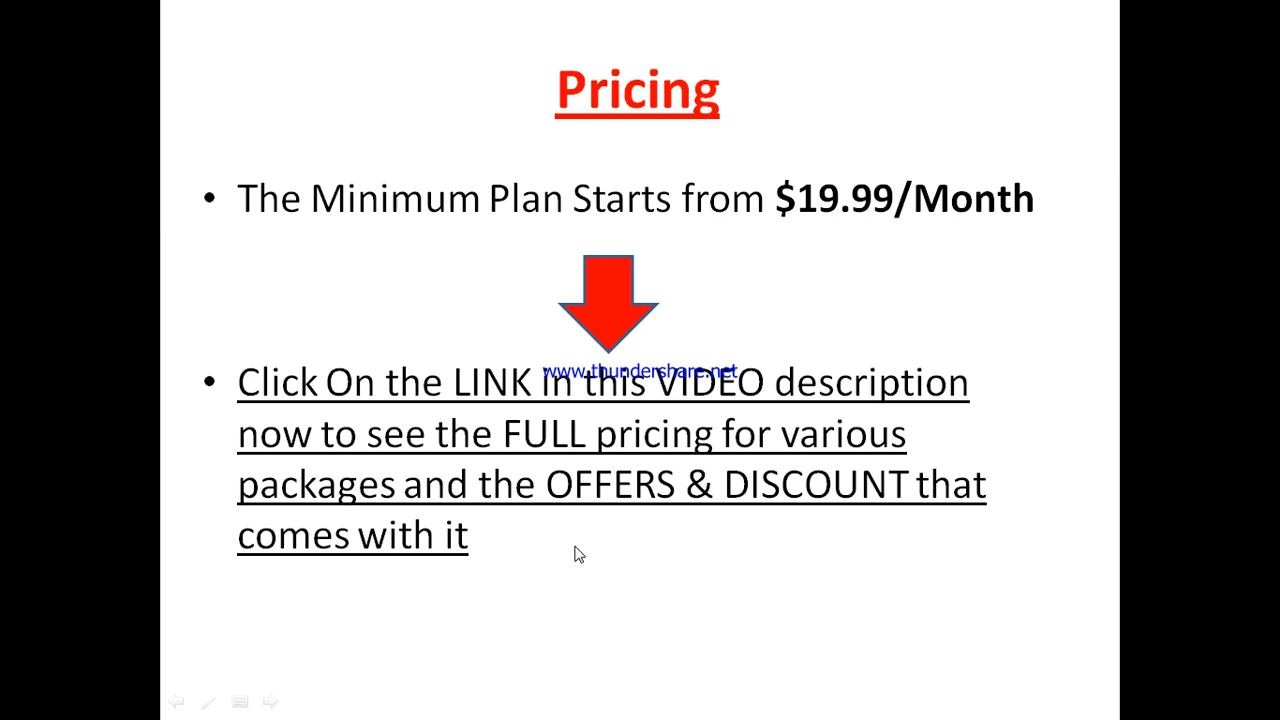 Pricing
• The Minimum Plan Starts from $19.99/Month
www.thundershare.net
• Click On the LINK in this VIDEO description
now to see the FULL pricing for various
packages and the OFFERS & DISCOUNT that
comes with it